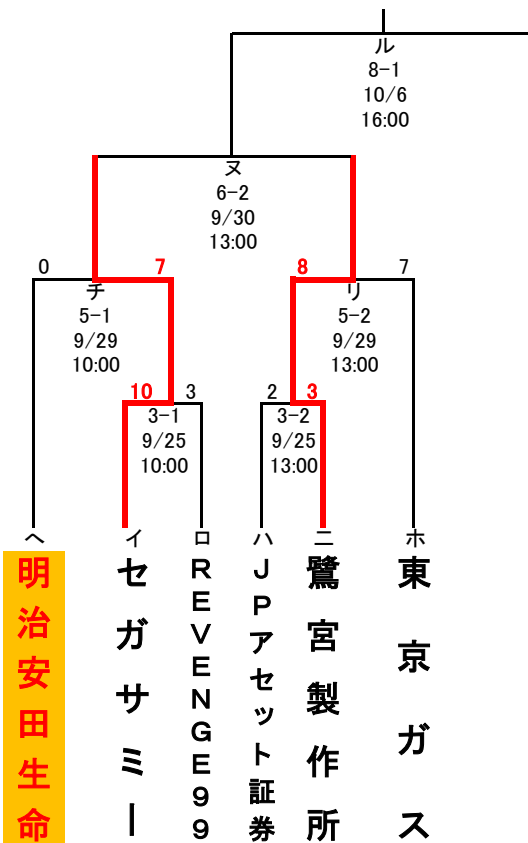 ル
8-1
10/6
16:00
ヌ
6-2
9/30
13:00
0
7
8
7
チ
5-1
9/29
10:00
リ
5-2
9/29
13:00
10
3
2
3
3-1
9/25
10:00
3-2
9/25
13:00
ヘ
イ
ロ
ハ
ニ
ホ
明治安田生命
セガサミー
REVENGE99
JPアセット証券
鷺宮製作所
東京ガス